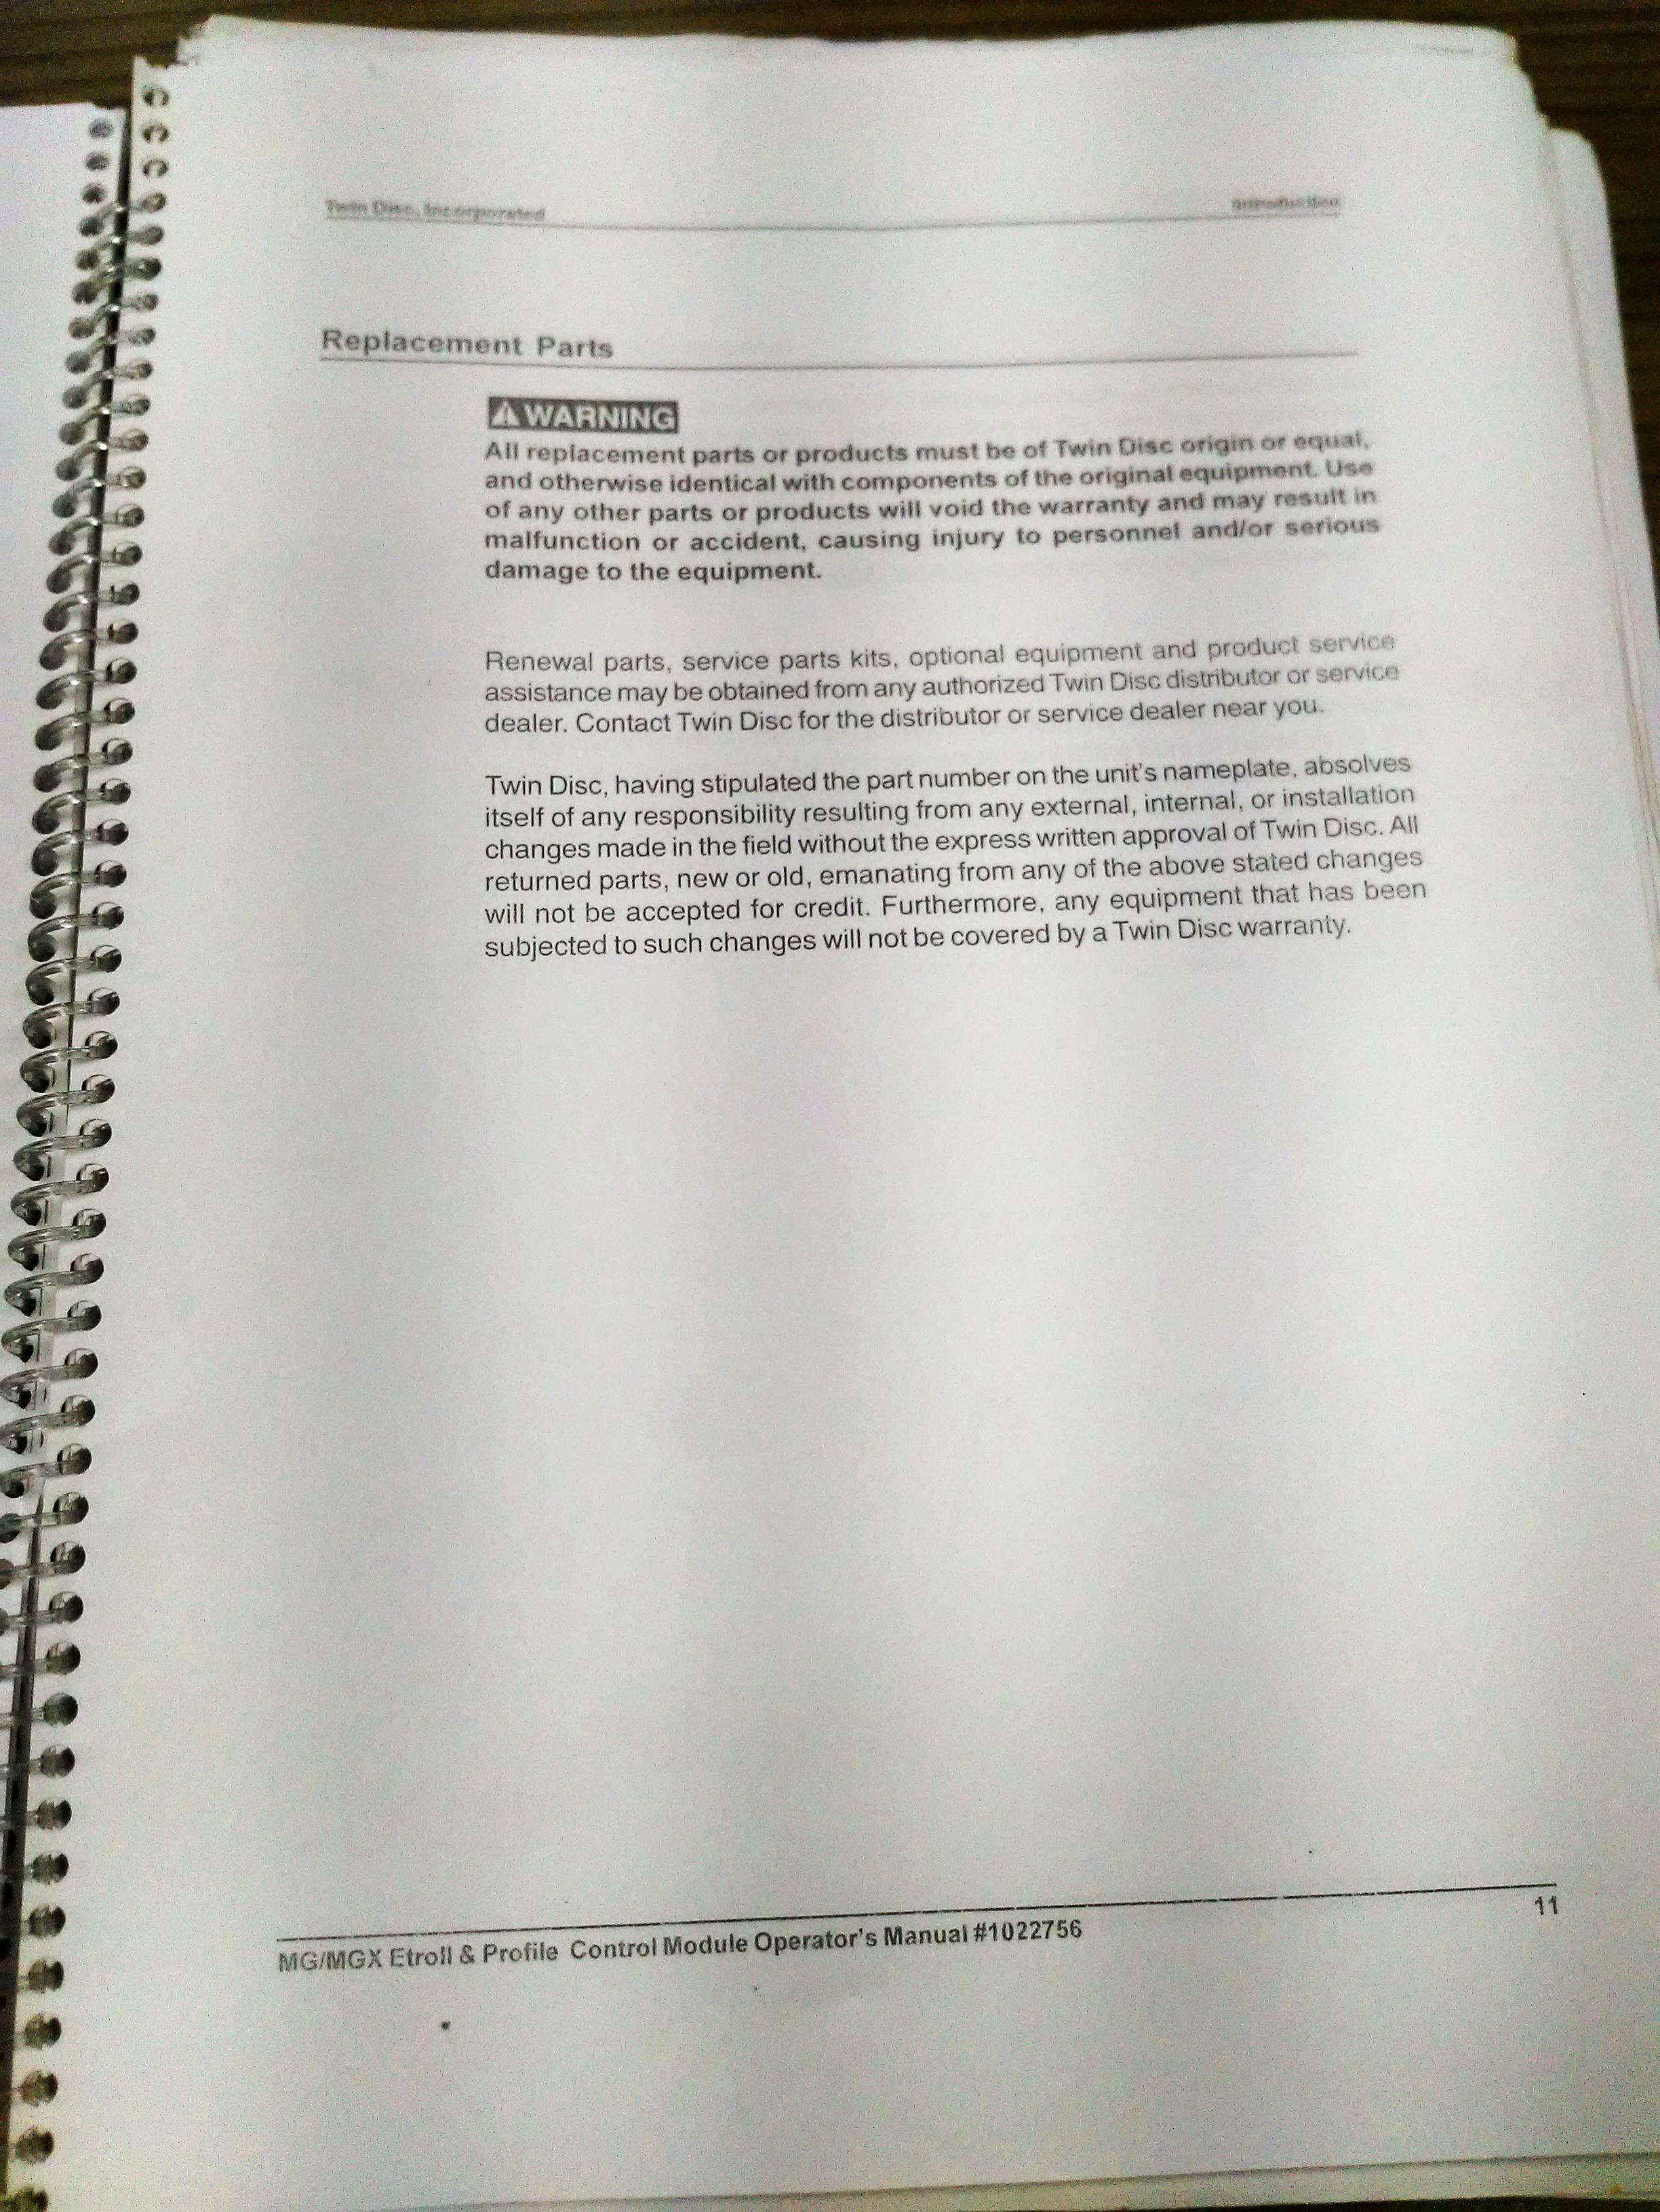 Twin Disc, Incorporated
Introduction
Replacement Parts
WARNING
All replacement parts or products must be of Twin Disc origin or equal,
and otherwise identical with components of the original equipment. Use
of any other parts or products will void the warranty and may result in
malfunction or accident, causing injury to personnel and/or serious
damage to the equipment.
Renewal parts, service parts kits, optional equipment and product service
assistance may be obtained from any authorized Twin Disc distributor or service
dealer. Contact Twin Disc for the distributor or service dealer near you.
Twin Disc, having stipulated the part number on the unit's nameplate, absolves
itself of any responsibility resulting from any external, internal, or installation
changes made in the field without the express written approval of Twin Disc. All
returned parts, new or old, emanating from any of the above stated changes
will not be accepted for credit. Furthermore, any equipment that has been
subjected to such changes will not be covered by a Twin Disc warranty.
MG/MGX Etroll & Profile Control Module Operator's Manual #1022756
11